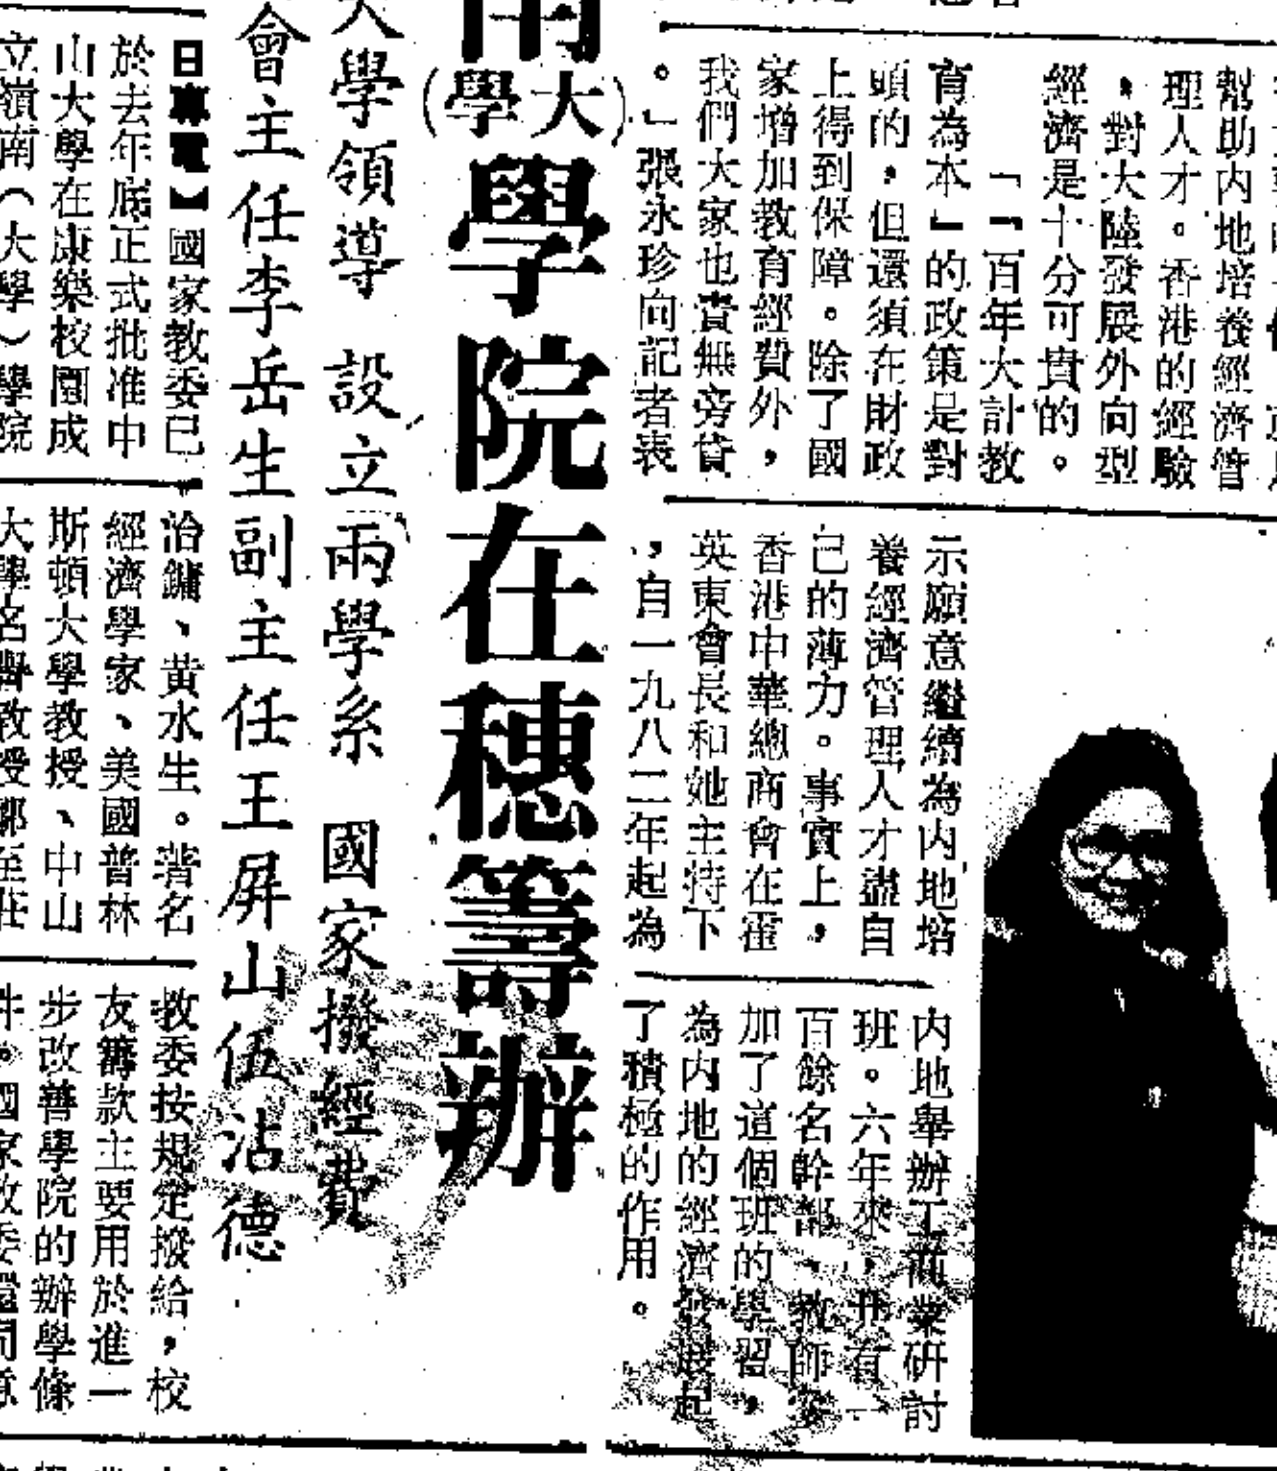 幫助內地培養經濟管
理人才。香港的經驗
，對大陸發展外向型
經濟是十分可貴的。
「『百年大計教
育為本』的政策是對
頭的，但還須在財政
上得到保障。除了國
家增加教育經費外，
我們大家也責無旁貸
。」張永珍向記者表
示願意繼續為內地培
養經濟管理人才盡自
己的薄力。事實上，
香港中華總商會在霍
英東會長和她主持下
，自一九八二年起為
內地舉辦工商業研討
班。六年來，共有一
百餘名幹部、教師參
加了這個班的學習，
為內地的經濟發展起
了積極的作用。
南(大學)學院在穗籌辦
大學領導 設立兩學系 國家撥經費
會主任李岳生副主任王屏山伍沾德
日專電】國家教委已
於去年底正式批准中
山大學在康樂校園成
立嶺南（大學）學院
治鏞、黃水生。著名
經濟學家、美國普林
斯頓大學教授、中山
大學名譽教授鄒至莊
教委按規定撥給，校
友籌款主要用於進一
步改善學院的辦學條
件。國家教委還同意